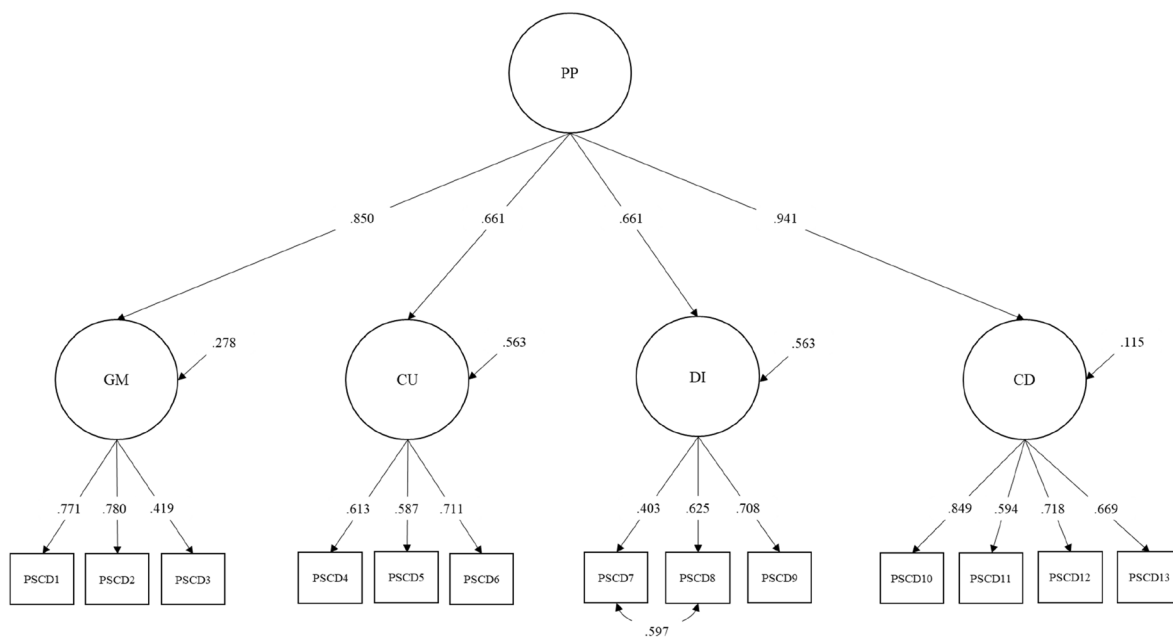 PP
.850 .661 .661 .941
.278 .563 .563 .115
GM CU DI CD
.771 .780 .419 .613 .587 .711 .403 .625 .708 .849 .594 .718 .669
PSCD1 PSCD2 PSCD3 PSCD4 PSCD5 PSCD6 PSCD7 PSCD8 PSCD9 PSCD10 PSCD11 PSCD12 PSCD13
.597